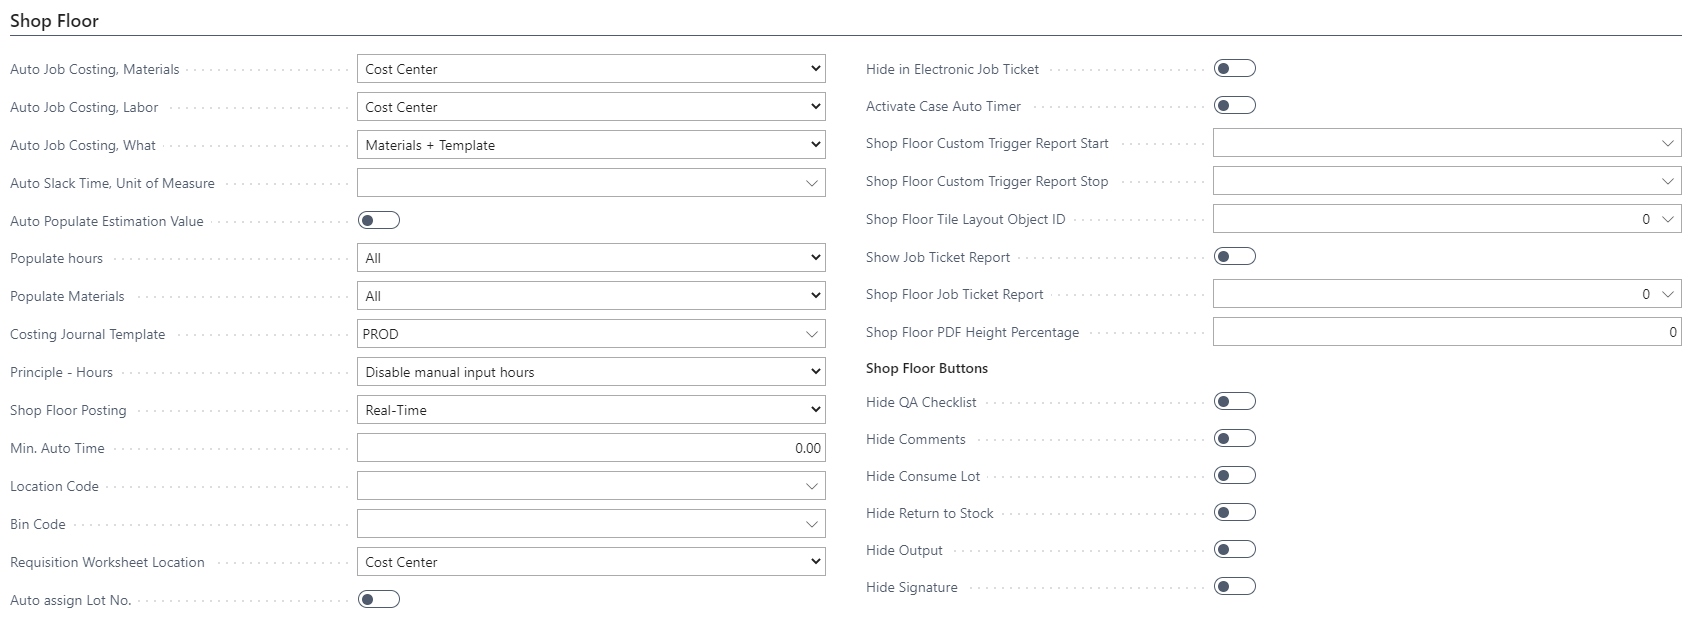 Shop Floor
Auto Job Costing, Materials
Cost Center
Auto Job Costing, Labor
Cost Center
Auto Job Costing, What
Materials + Template
Auto Slack Time, Unit of Measure
Auto Populate Estimation Value
Populate hours
All
Populate Materials
All
Costing Journal Template
PROD
Principle - Hours
Disable manual input hours
Shop Floor Posting
Real-Time
Min. Auto Time
0.00
Location Code
Bin Code
Requisition Worksheet Location
Cost Center
Auto assign Lot No.
Hide in Electronic Job Ticket
Activate Case Auto Timer
Shop Floor Custom Trigger Report Start
Shop Floor Custom Trigger Report Stop
Shop Floor Tile Layout Object ID
0
Show Job Ticket Report
Shop Floor Job Ticket Report
0
Shop Floor PDF Height Percentage
0
Shop Floor Buttons
Hide QA Checklist
Hide Comments
Hide Consume Lot
Hide Return to Stock
Hide Output
Hide Signature